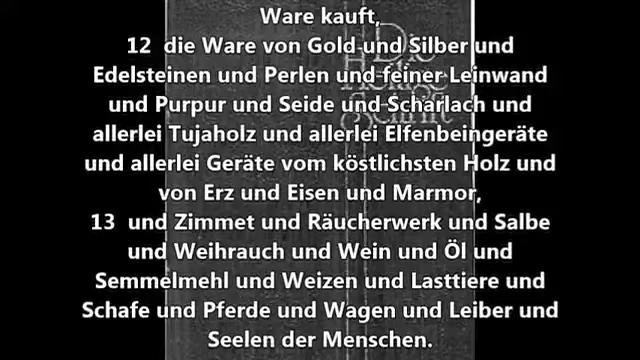 Ware kauft,
12 die Ware von Gold und Silber und
Edelsteinen und Perlen und feiner Leinwand
und Purpur und Seide und Scharlach und
allerlei Tujaholz und allerlei Elfenbeingeräte
und allerlei Geräte vom köstlichsten Holz und
von Erz und Eisen und Marmor,
13 und Zimmet und Räucherwerk und Salbe
und Weihrauch und Wein und Öl und
Semmelmehl und Weizen und Lasttiere und
Schafe und Pferde und Wagen und Leiber und
Seelen der Menschen.
Die
Heilige
Schrift